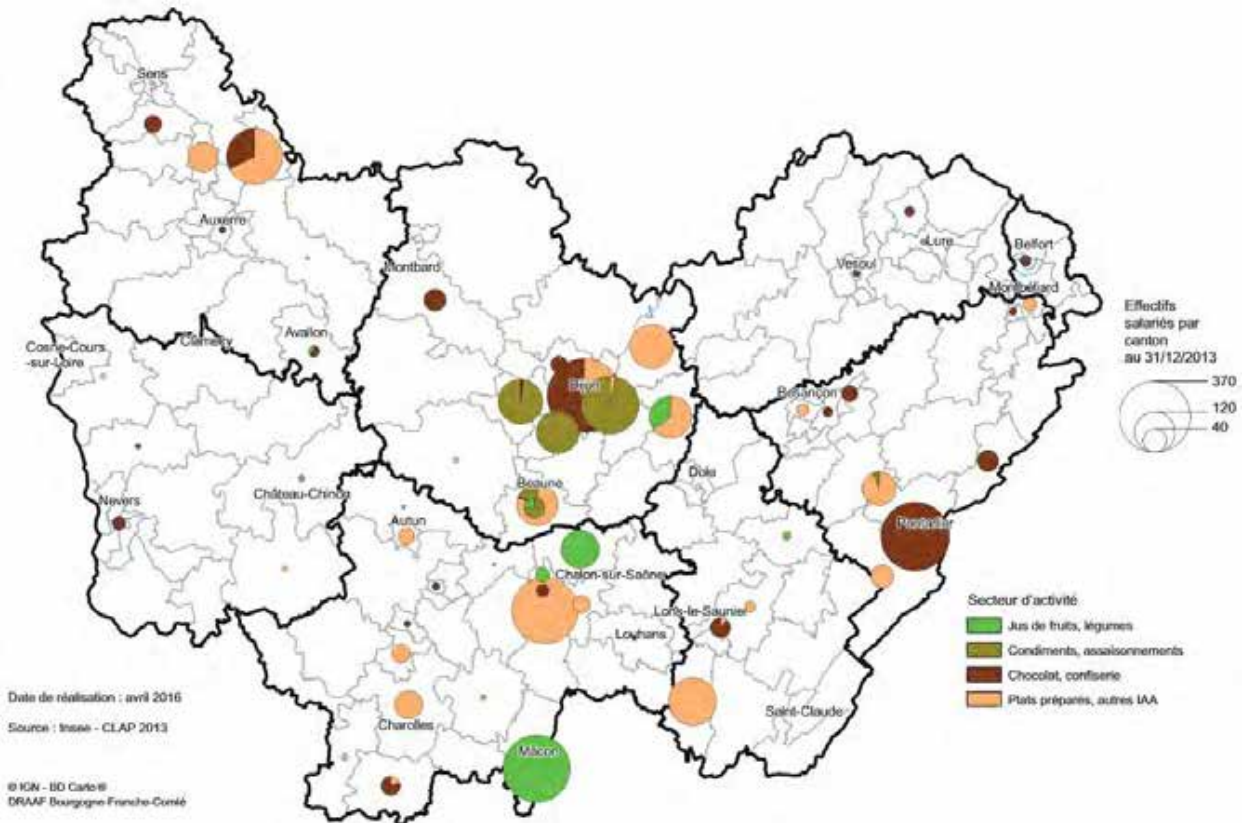 Sens
Auxerre
Montbard
Avallon
Clamecy
Cosne-Cours
-sur-Loire
Lure
Belfort
Vesoul
Montbéliard
Effectifs
salariés par
canton
au 31/12/2013
370
120
40
Dijon
Besançon
Beaune
Dole
Nevers
Château-Chinon
Autun
Pontarlier
Chalon-sur-Saône
Lons-le-Saunier
Louhans
Secteur d'activité
Jus de fruits, légumes
Condiments, assaisonnements
Chocolat, confiserie
Plats préparés, autres IAA
Date de réalisation : avril 2016
Source : Insee - CLAP 2013
Charolles
Saint-Claude
Mâcon
© IGN - BD Carto®
DRAAF Bourgogne-Franche-Comté